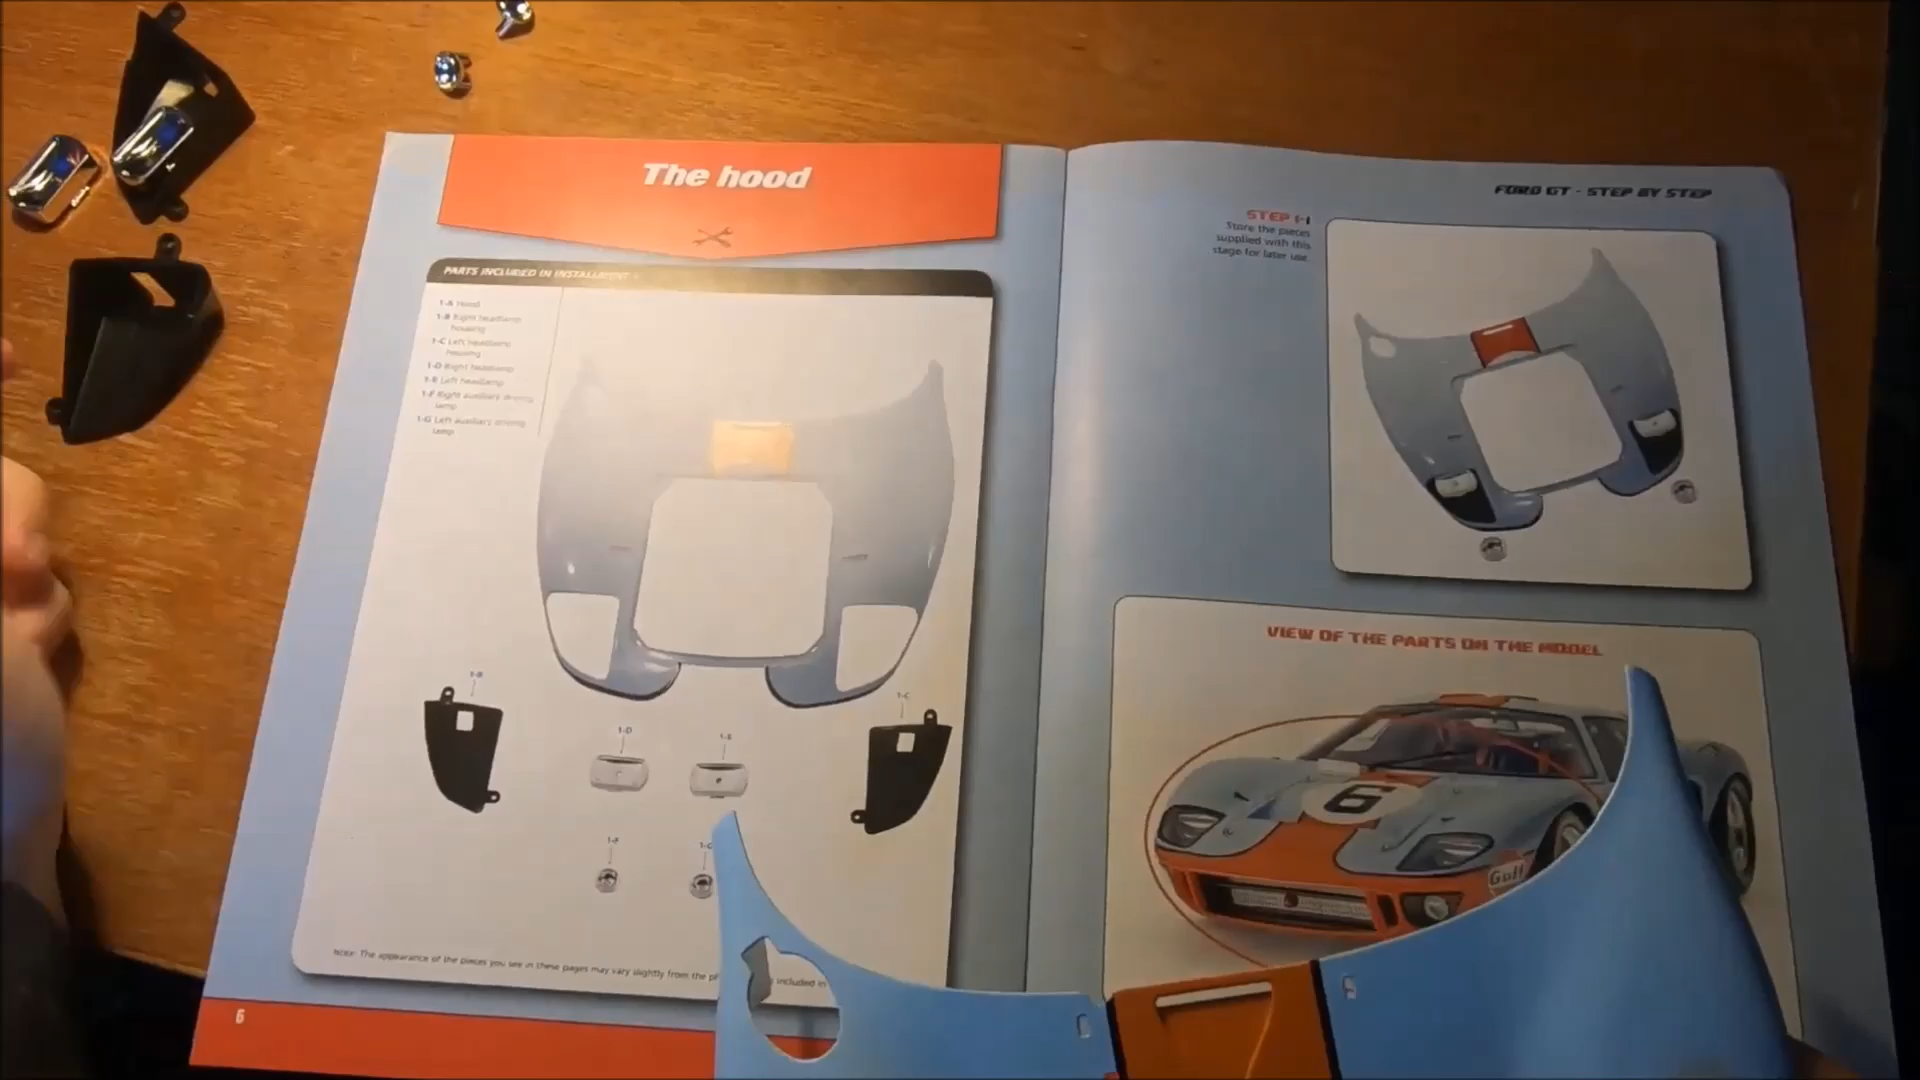 The hood
PARTS INCLUDED IN INSTALLMENT
1-A Hood
1-B Right headlamp
housing
1-C Left headlamp
housing
1-D Right headlamp
1-E Left headlamp
1-F Right auxiliary driving
lamp
1-G Left auxiliary driving
lamp
1-B
1-D
1-E
1-C
1-F
1-G
Note: The appearance of the pieces you see in these pages may vary slightly from the
included in
6
FORD GT - STEP BY STEP
STEP 1-1
Store the pieces
supplied with this
stage for later use.
VIEW OF THE PARTS ON THE MODEL
6
Gulf